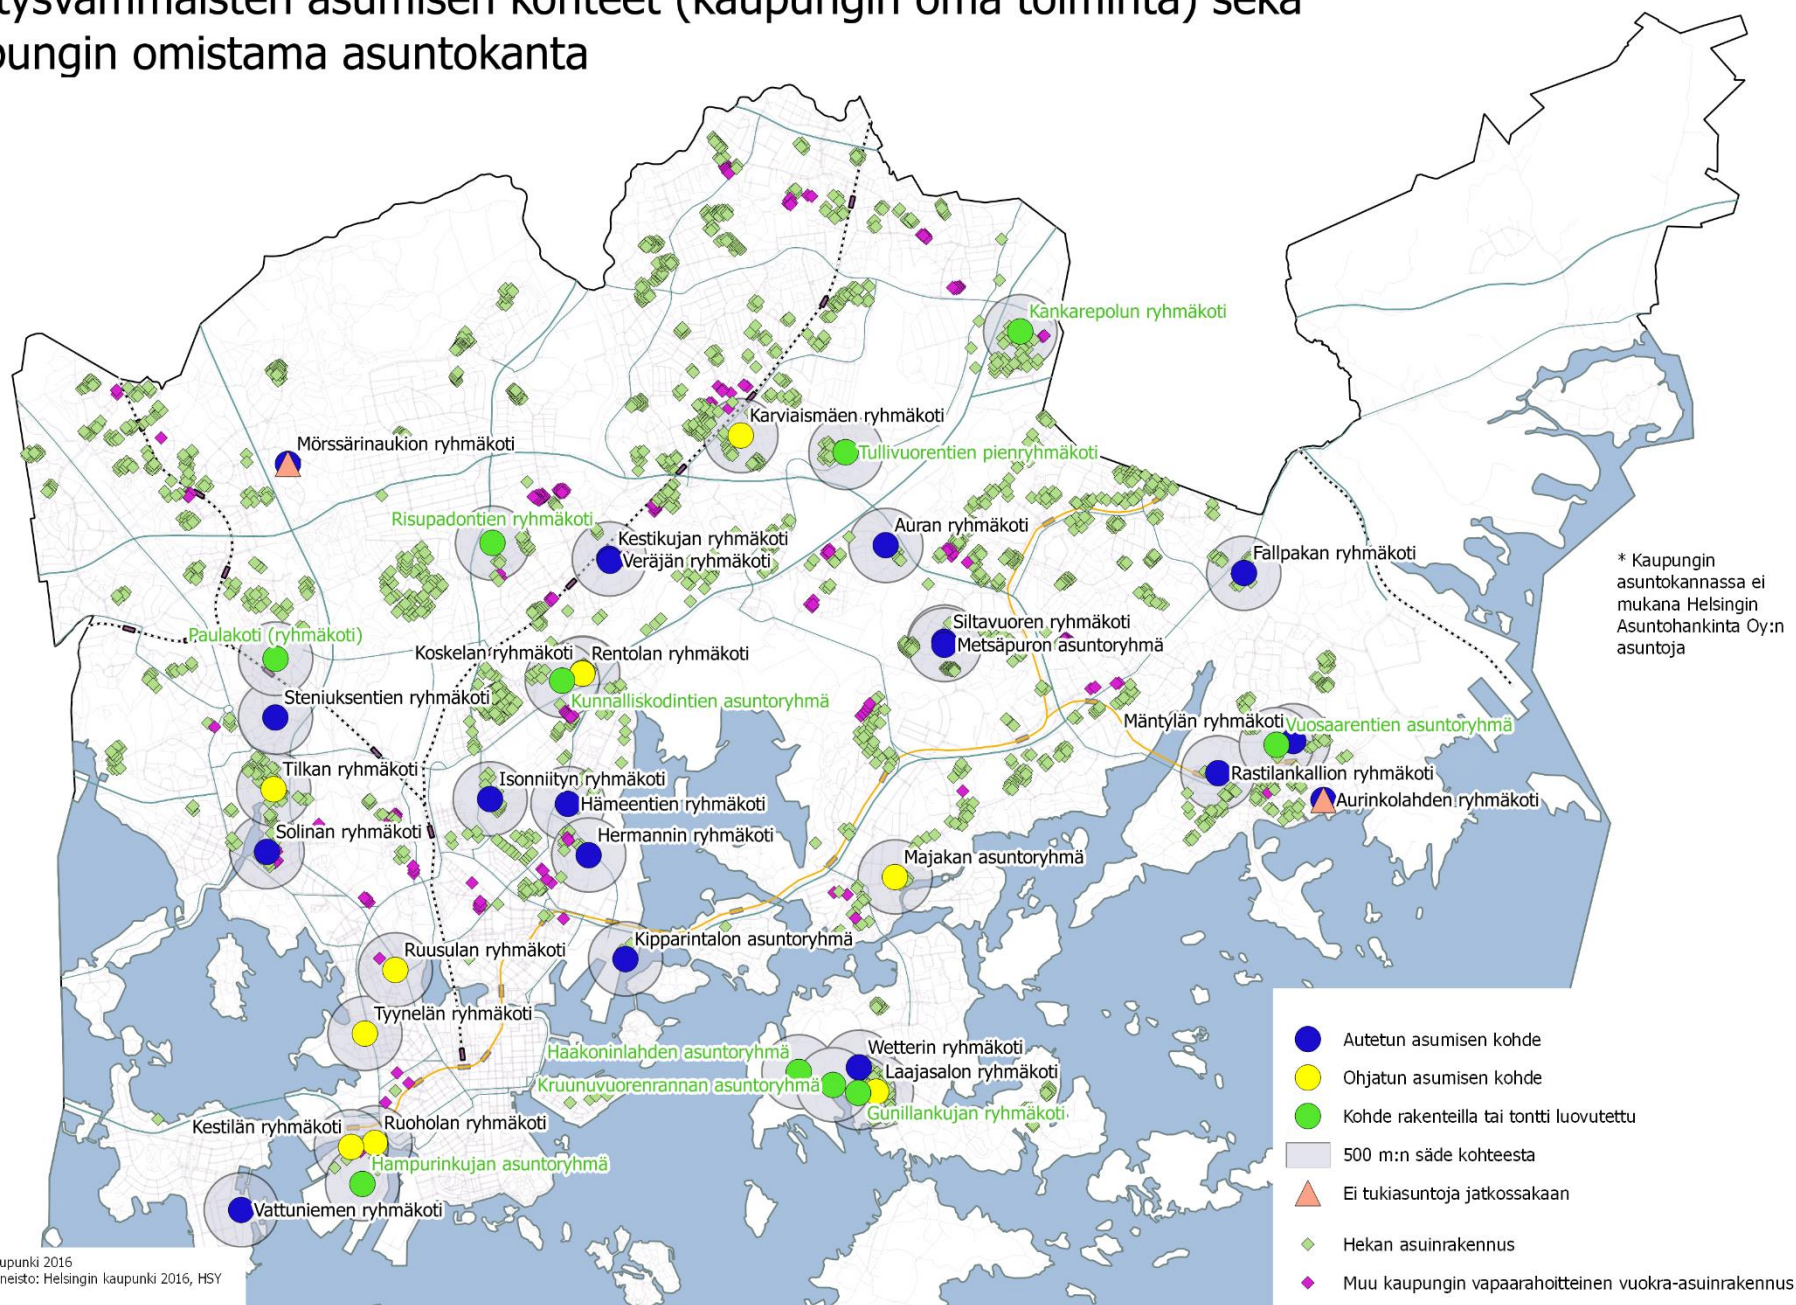 tysvammaisten asumisen kohteet (kaupungin oma toiminta) sekä
pungin omistama asuntokanta
Kankarepolun ryhmäkoti
Karviaismäen ryhmäkoti
Mörssärinaukion ryhmäkoti
Tullivuorentien pienryhmäkoti
Risupadontien ryhmäkoti
Auran ryhmäkoti
Kestikujan ryhmäkoti
Veräjän ryhmäkoti
Fallpakan ryhmäkoti
* Kaupungin
asuntokannassa ei
mukana Helsingin
Asuntohankinta Oy:n
asuntoja
Siltavuoren ryhmäkoti
Metsäpuron asuntoryhmä
Paulakoti (ryhmäkoti)
Koskelan ryhmäkoti
Rentolan ryhmäkoti
Steniuksentien ryhmäkoti
Kunnalliskodintien asuntoryhmä
Mäntylän ryhmäkoti
Vuosaarentien asuntoryhmä
Tilkan ryhmäkoti
Isonniityn ryhmäkoti
Rastilankallion ryhmäkoti
Hämeentien ryhmäkoti
Aurinkolahden ryhmäkoti
Solinan ryhmäkoti
Hermannin ryhmäkoti
Majakan asuntoryhmä
Kipparintalon asuntoryhmä
Ruusulan ryhmäkoti
Tyynelän ryhmäkoti
Haakoninlahden asuntoryhmä
Wetterin ryhmäkoti
Laajasalon ryhmäkoti
Kruunuvuorenrannan asuntoryhmä
Gunillankujan ryhmäkoti
Kestilän ryhmäkoti
Ruoholan ryhmäkoti
Hampurinkujan asuntoryhmä
Vattuniemen ryhmäkoti
Autetun asumisen kohde
Ohjatun asumisen kohde
Kohde rakenteilla tai tontti luovutettu
500 m:n säde kohteesta
Ei tukiasuntoja jatkossakaan
Hekan asuinrakennus
Muu kaupungin vapaarahoitteinen vuokra-asuinrakennus
upunki 2016
neisto: Helsingin kaupunki 2016, HSY